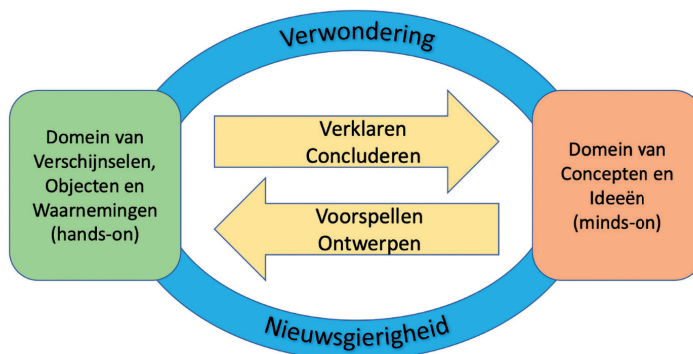 Verwondering
Domein van
Verschijnselen,
Objecten en
Waarnemingen
(hands-on)
Verklaren
Concluderen
Voorspellen
Ontwerpen
Domein van
Concepten en
Ideeën
(minds-on)
Nieuwsgierigheid